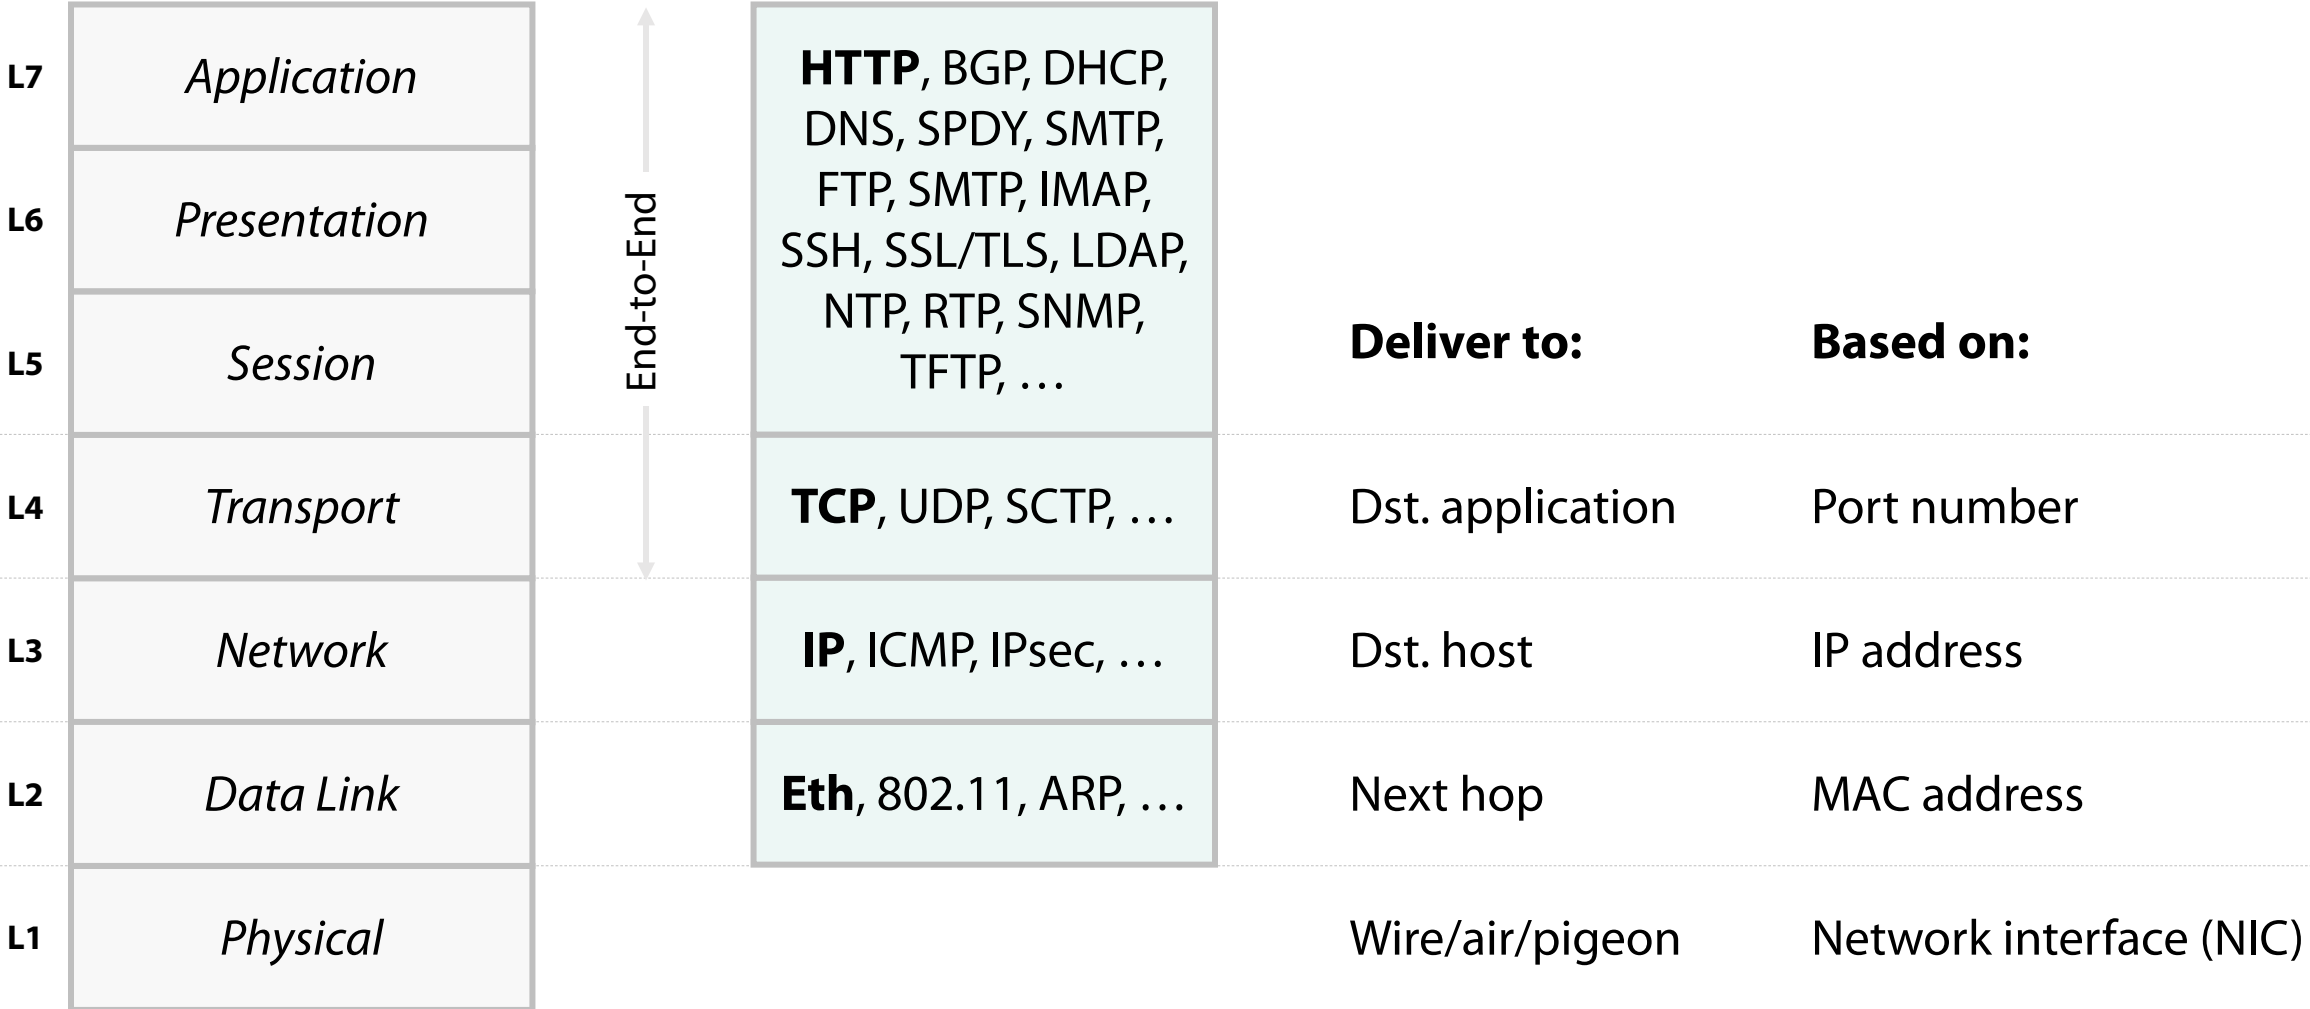 L7
Application
L6
Presentation
L5
Session
L4
Transport
L3
Network
L2
Data Link
L1
Physical
End-to-End
HTTP, BGP, DHCP,
DNS, SPDY, SMTP,
FTP, SMTP, IMAP,
SSH, SSL/TLS, LDAP,
NTP, RTP, SNMP,
TFTP, …
TCP, UDP, SCTP, …
IP, ICMP, IPsec, …
Eth, 802.11, ARP, …
Deliver to:
Based on:
Dst. application
Port number
Dst. host
IP address
Next hop
MAC address
Wire/air/pigeon
Network interface (NIC)